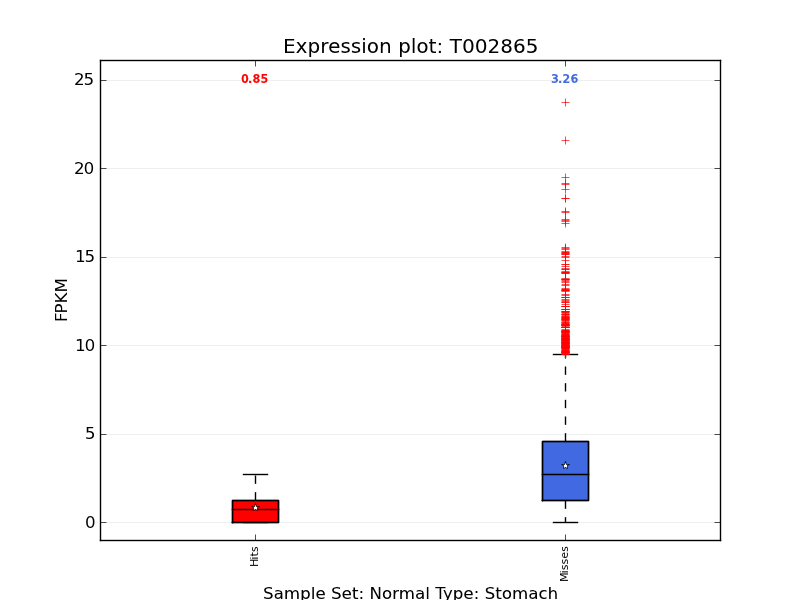 Expression plot: T002865
0.85
3.26
25
20
15
10
5
0
FPKM
Hits
Misses
Sample Set: Normal Type: Stomach